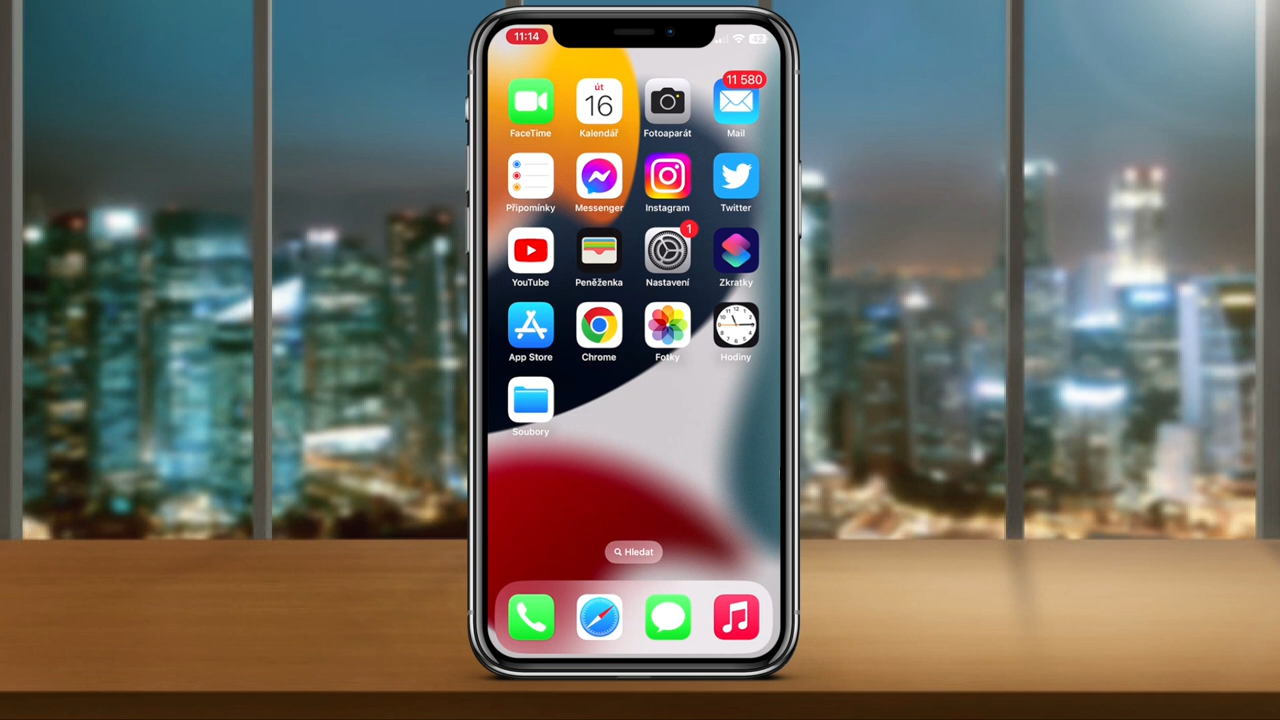 11:14
42
11 580
út
16
FaceTime
Kalendář
Fotoaparát
Mail
Připomínky
Messenger
Instagram
Twitter
1
YouTube
Peněženka
Nastavení
Zkratky
App Store
Chrome
Fotky
Hodiny
Soubory
Hledat